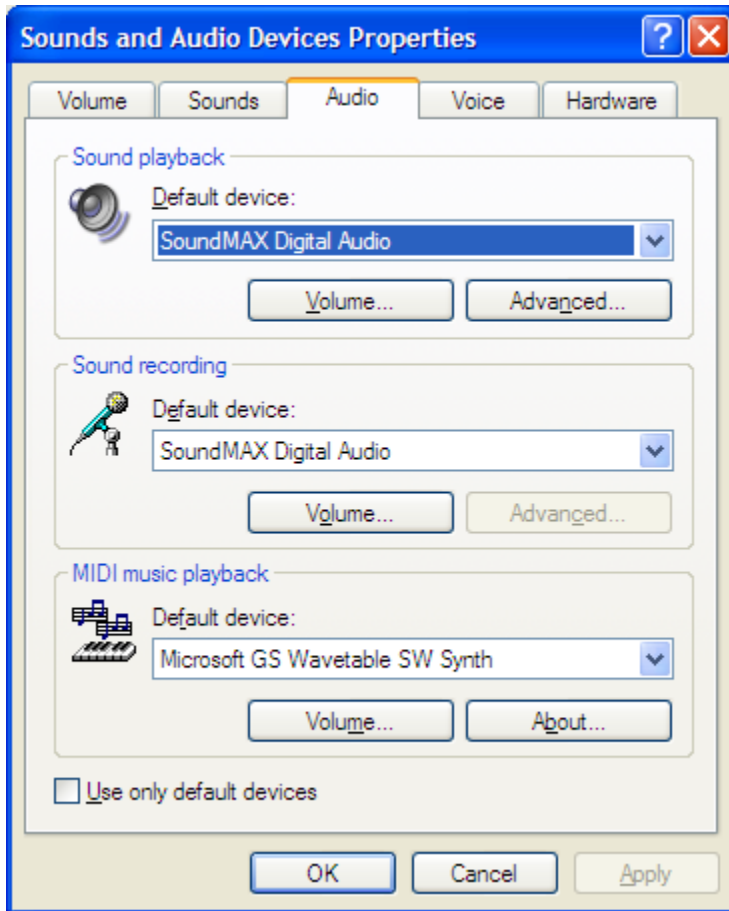 Sounds and Audio Devices Properties
Volume Sounds Audio Voice Hardware
Sound playback
Default device:
SoundMAX Digital Audio
Volume... Advanced...
Sound recording
Default device:
SoundMAX Digital Audio
Volume... Advanced...
MIDI music playback
Default device:
Microsoft GS Wavetable SW Synth
Volume... About...
Use only default devices
OK Cancel Apply